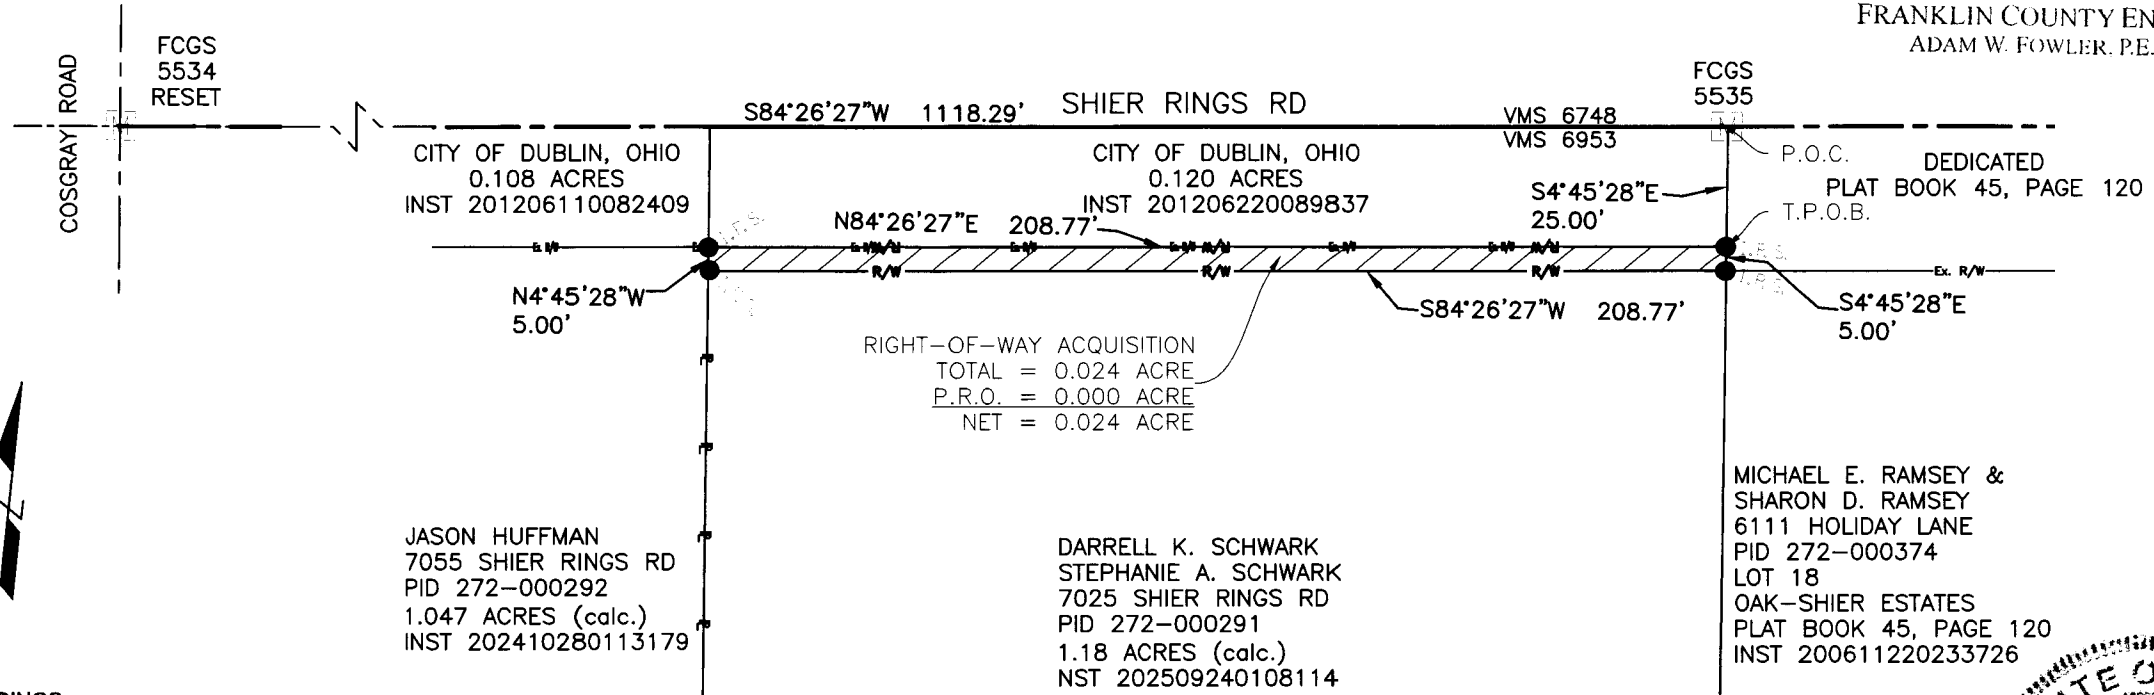 FRANKLIN COUNTY EN
ADAM W. FOWLER, P.E.
COSGRAY ROAD
FCGS
5534
RESET
S84°26'27"W 1118.29'
SHIER RINGS RD
VMS 6748
VMS 6953
FCGS
5535
P.O.C.
DEDICATED
PLAT BOOK 45, PAGE 120
T.P.O.B.
CITY OF DUBLIN, OHIO
0.108 ACRES
INST 201206110082409
CITY OF DUBLIN, OHIO
0.120 ACRES
INST 201206220089837
S4°45'28"E
25.00'
N84°26'27"E 208.77'
I.R.S.
R/W
R/W
R/W
Ex. R/W
N4°45'28"W
5.00'
S84°26'27"W 208.77'
S4°45'28"E
5.00'
RIGHT-OF-WAY ACQUISITION
TOTAL = 0.024 ACRE
P.R.O. = 0.000 ACRE
NET = 0.024 ACRE
JASON HUFFMAN
7055 SHIER RINGS RD
PID 272-000292
1.047 ACRES (calc.)
INST 202410280113179
DARRELL K. SCHWARK
STEPHANIE A. SCHWARK
7025 SHIER RINGS RD
PID 272-000291
1.18 ACRES (calc.)
NST 202509240108114
MICHAEL E. RAMSEY &
SHARON D. RAMSEY
6111 HOLIDAY LANE
PID 272-000374
LOT 18
OAK-SHIER ESTATES
PLAT BOOK 45, PAGE 120
INST 200611220233726